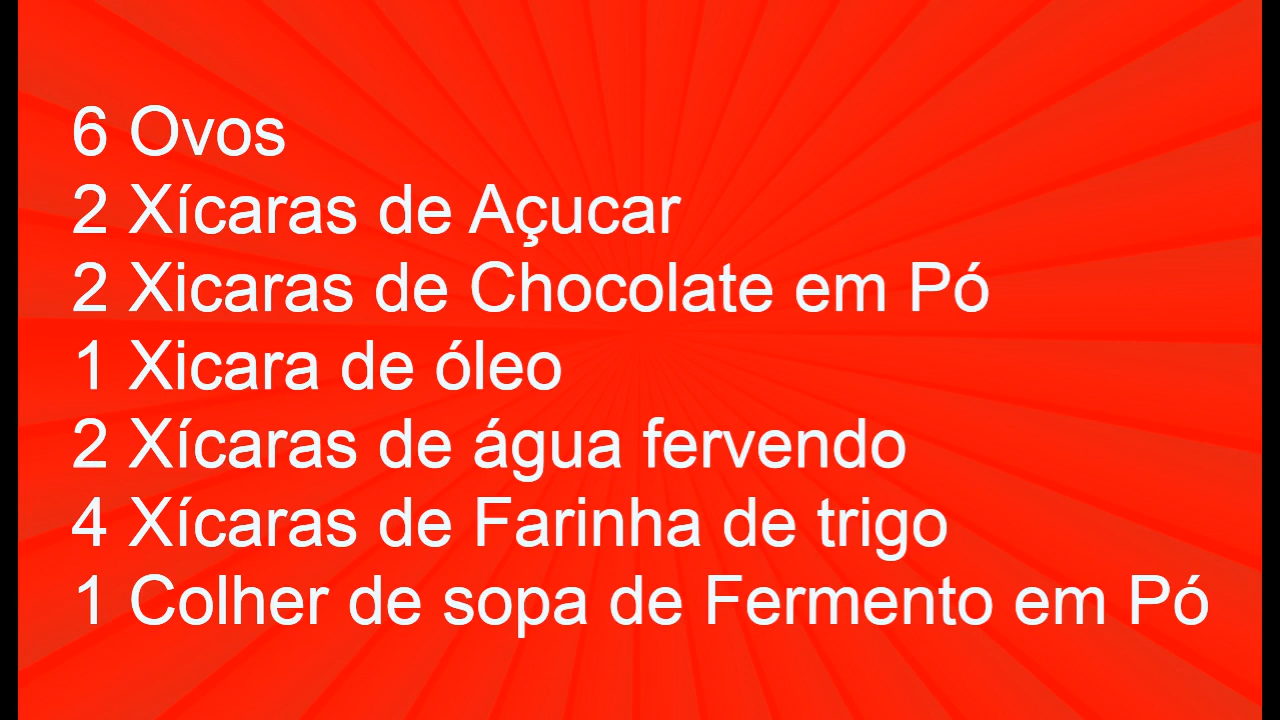 6 Ovos
2 Xícaras de Açucar
2 Xicaras de Chocolate em Pó
1 Xicara de óleo
2 Xícaras de água fervendo
4 Xícaras de Farinha de trigo
1 Colher de sopa de Fermento em Pó